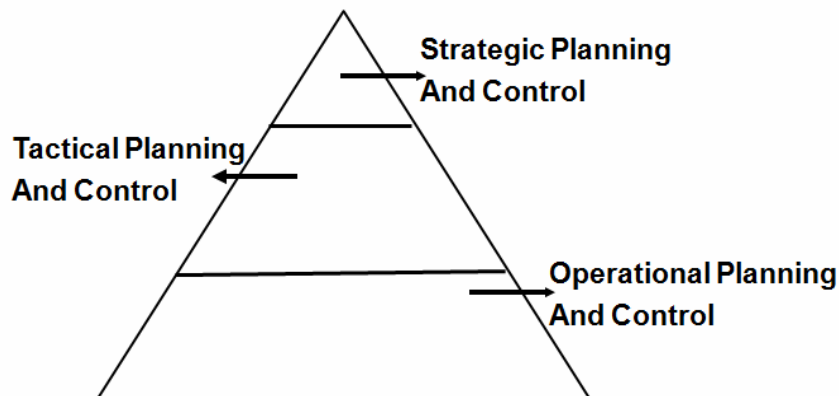 Strategic Planning
And Control
Tactical Planning
And Control
Operational Planning
And Control